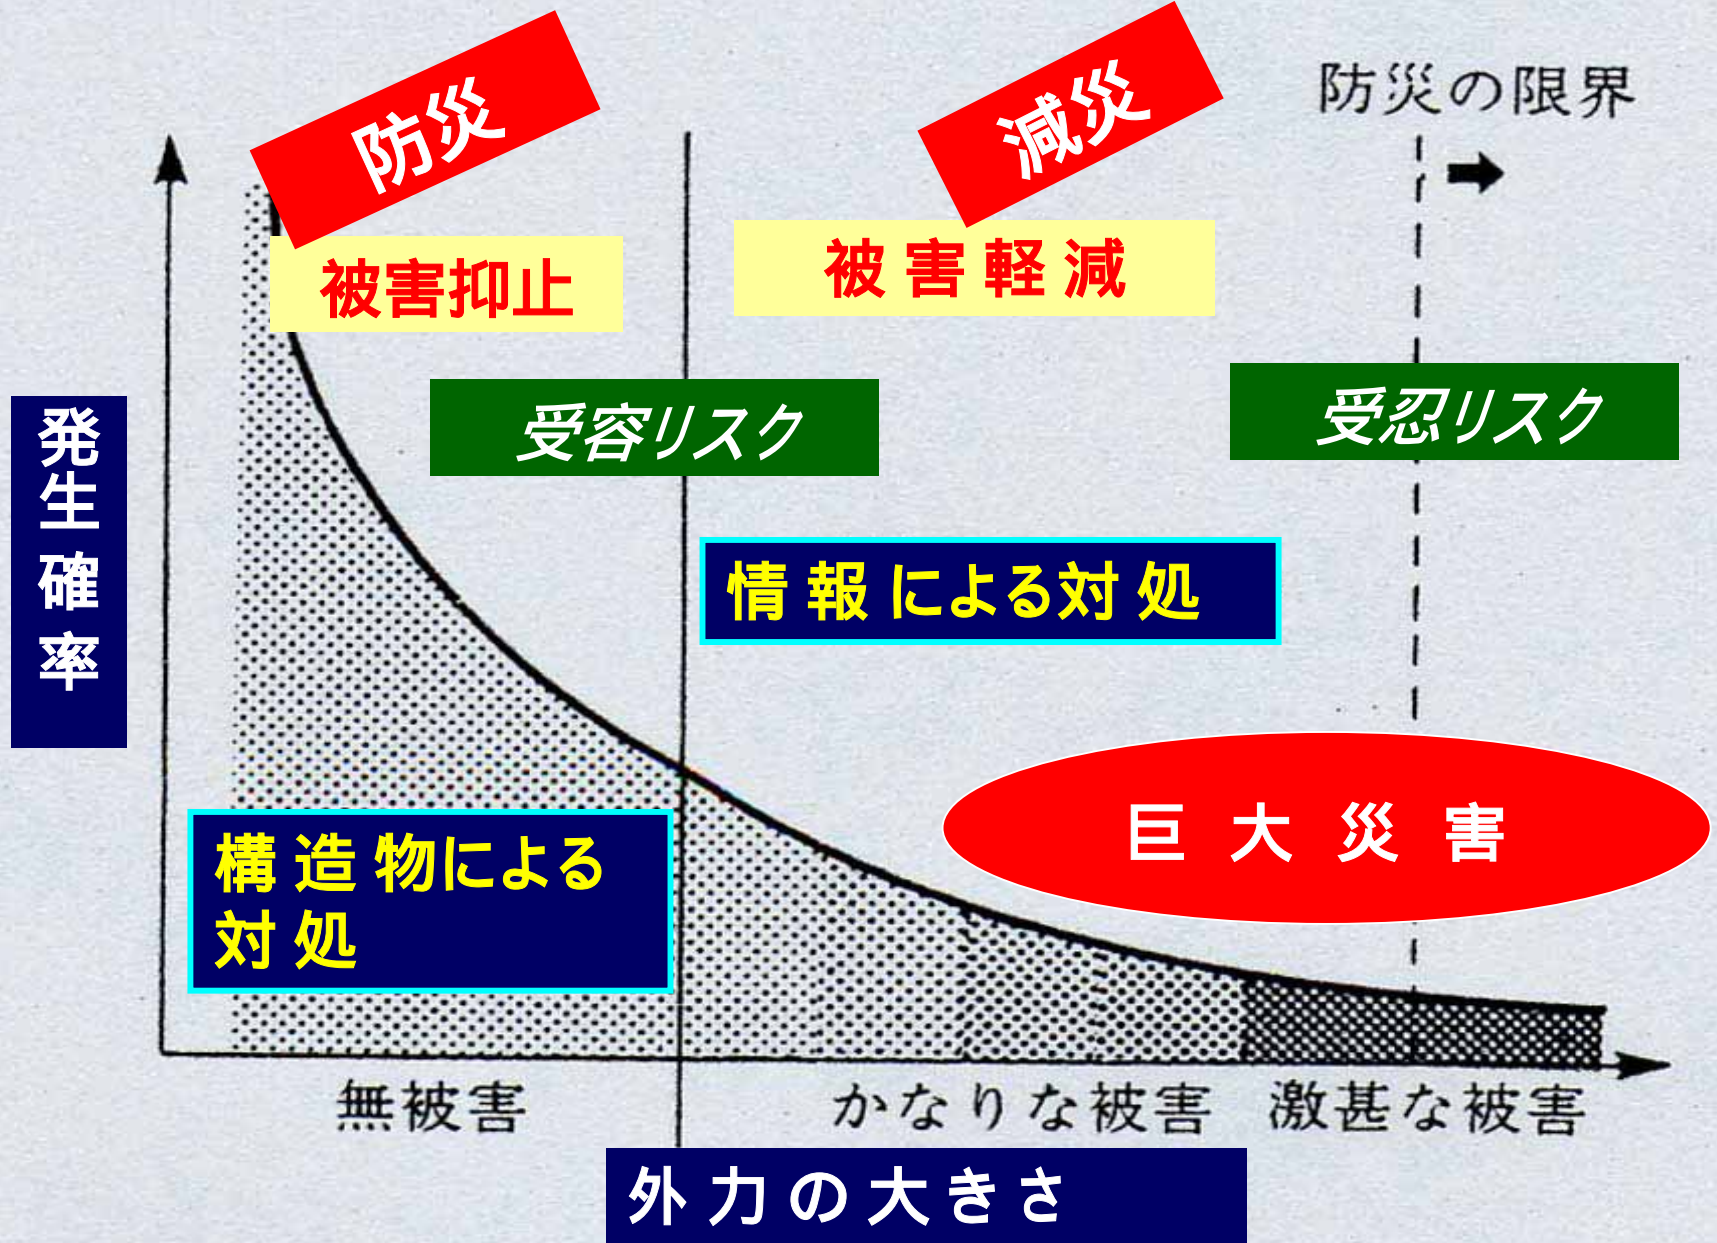 防災
減災
防災の限界
被害抑止
被害軽減
受容リスク
受忍リスク
発生確率
情報による対処
巨大災害
構造物による
対処
無被害
かなりな被害
激甚な被害
外力の大きさ